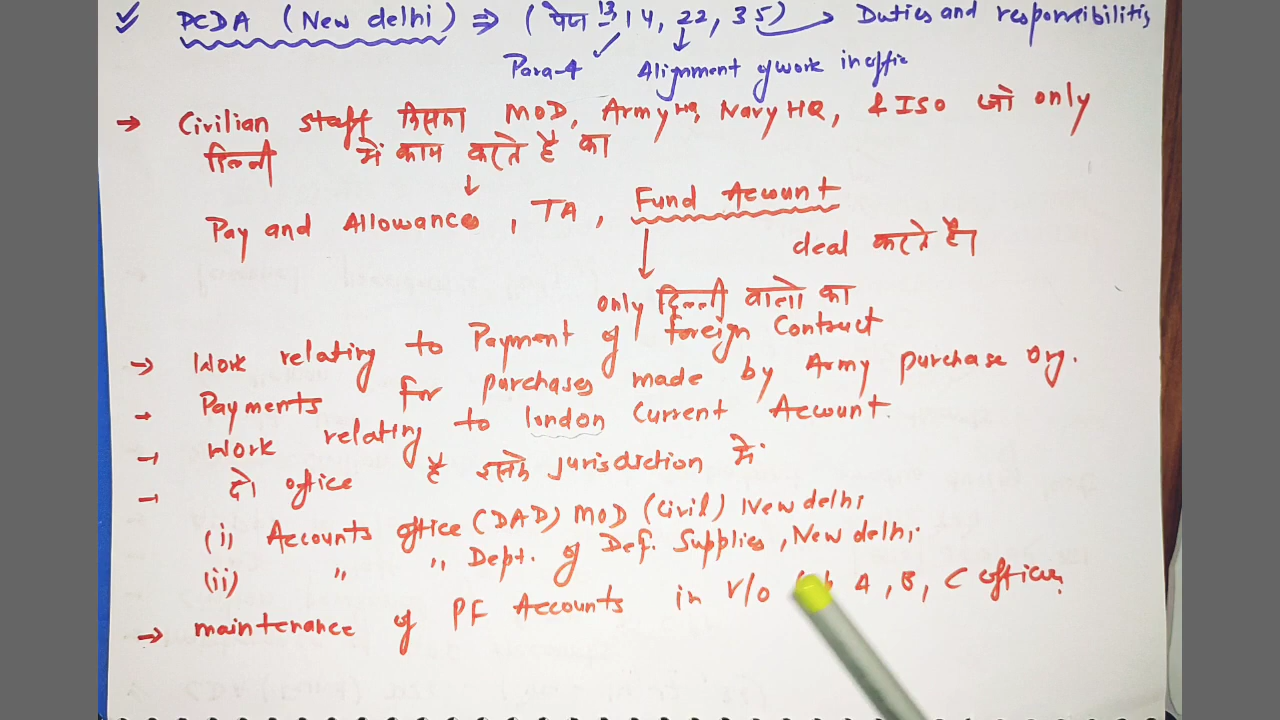 ✓ PCDA (New delhi) ⇒ (पेज 13, 14, 22, 35) → Duties and responsibilitis
Para-4 Alignment of work in offic
→ Civilian staff जिसका MoD, Army HQ, Navy HQ, & ISO जो only
दिल्ली में काम करते है का
↓
Pay and Allowances, TA, Fund Account
deal करते है।
only दिल्ली वालो का
→ Work relating to Payment of foreign Contract
→ Payments for purchases made by Army purchase Org.
→ Work relating to london Current Account.
→ दो office है इसके jurisdiction में
(i) Accounts office (DAD) MOD (Civil) New delhi
(ii) " " Dept. of Def. Supplies, New delhi
→ maintenance of PF Accounts in r/o A, B, C officers